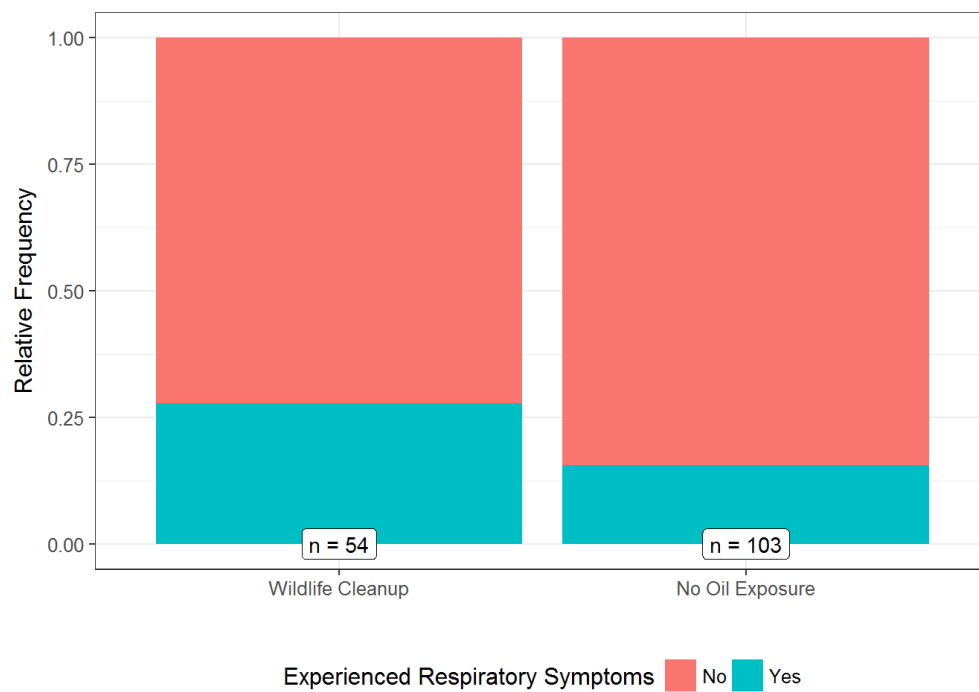 1.00
0.75
0.50
0.25
0.00
Relative Frequency
n = 54
n = 103
Wildlife Cleanup
No Oil Exposure
Experienced Respiratory Symptoms No Yes